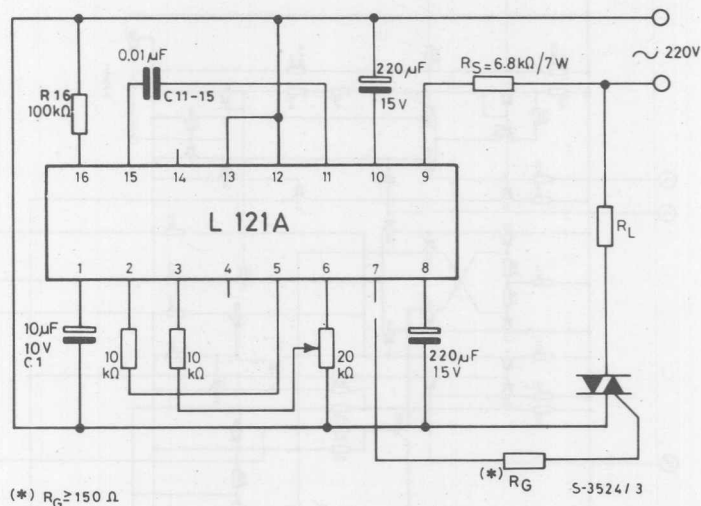 0.01µF
C 11-15
R 16
100kΩ
220µF
15V
RS=6.8kΩ/7W
∼ 220V
16 15 14 13 12 11 10 9
L 121A
RL
1 2 3 4 5 6 7 8
10µF
10V
C1
10
kΩ
10
kΩ
20
kΩ
220µF
15V
(*) RG
(*) RG≥150 Ω
S-3524/3